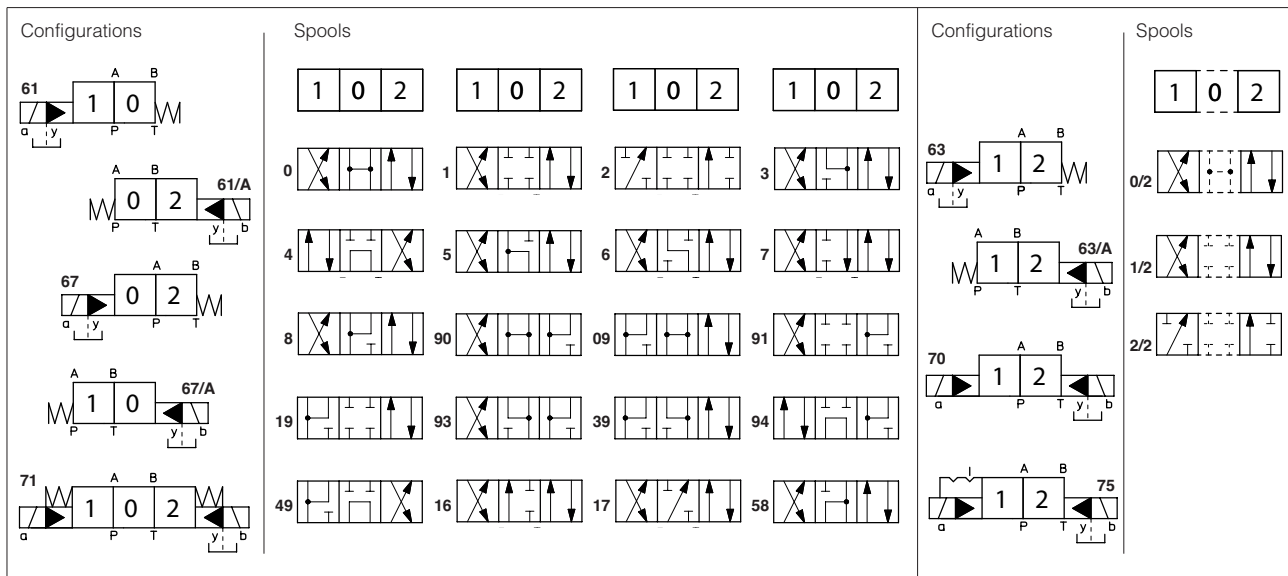 Configurations
Spools
Configurations
Spools
61
A B
1 0
a y P T
A B
61/A
0 2
P T y b
67
A B
0 2
a y P T
A B
67/A
1 0
P T y b
71
A B
1 0 2
a P T y b
1 0 2
1 0 2
1 0 2
1 0 2
0
1
2
3
4
5
6
7
8
90
09
91
19
93
39
94
49
16
17
58
63
A B
1 2
a y P T
A B
63/A
1 2
P T y b
70
A B
1 2
a P T y b
75
A B
1 2
a P T y b
1 0 2
0/2
1/2
2/2